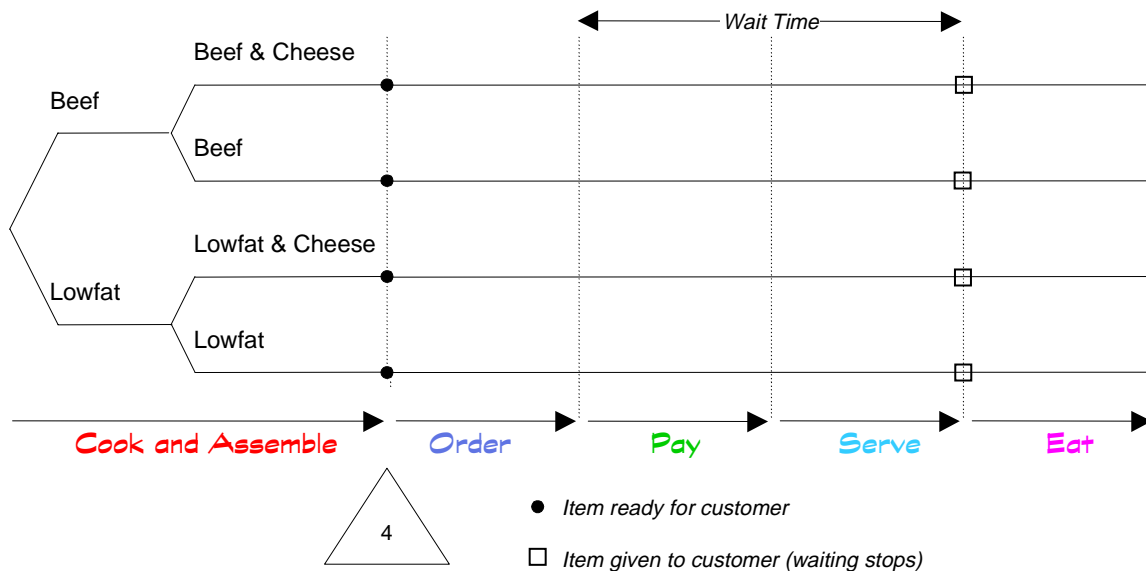 Wait Time
Beef & Cheese
Beef
Beef
Lowfat & Cheese
Lowfat
Lowfat
Cook and Assemble Order Pay Serve Eat
4
Item ready for customer
Item given to customer (waiting stops)